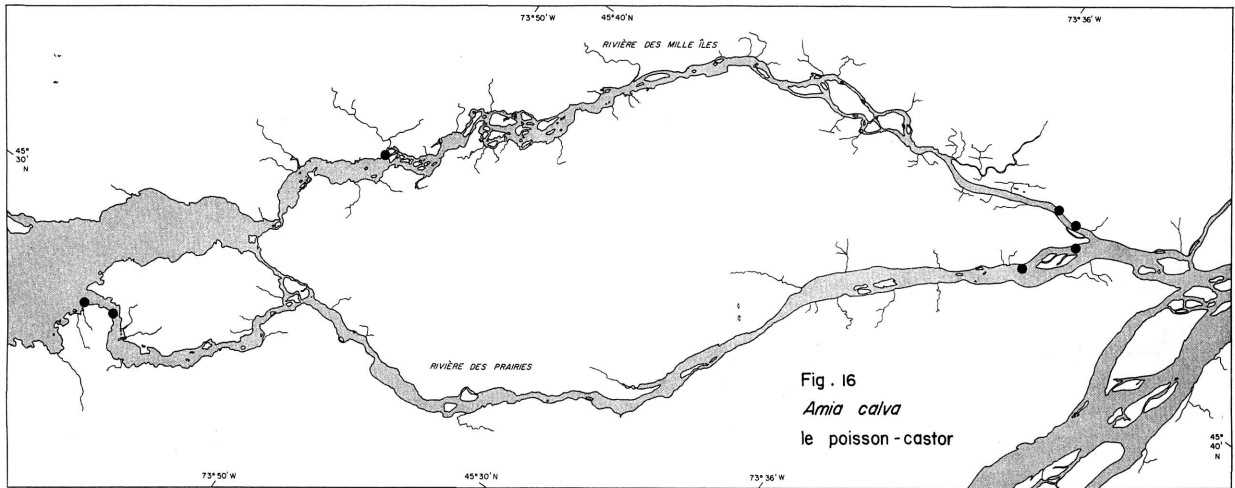 73° 50' W
45° 40' N
73° 36' W
RIVIÈRE DES MILLE ÎLES
45° 30' N
RIVIÈRE DES PRAIRIES
Fig. 16
Amia calva
le poisson-castor
45° 40' N
73° 50' W
45° 30' N
73° 36' W